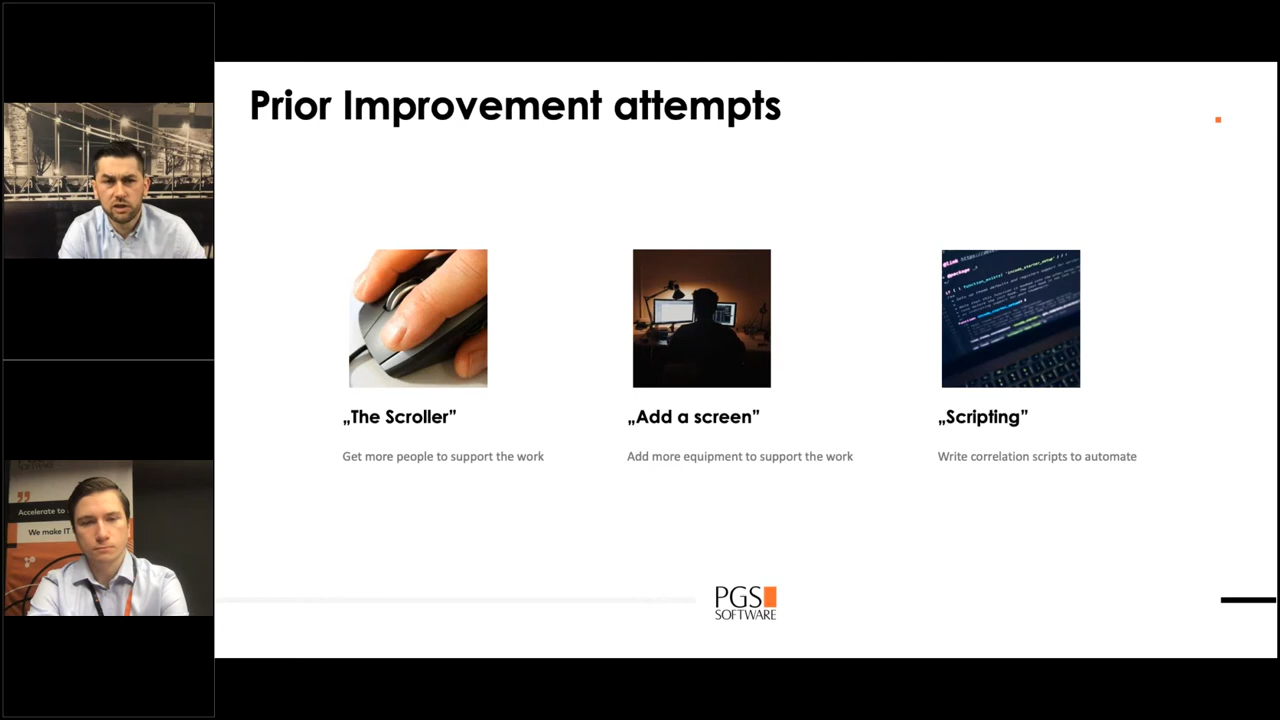 Prior Improvement attempts
„The Scroller”
Get more people to support the work
„Add a screen”
Add more equipment to support the work
„Scripting”
Write correlation scripts to automate
PGS
SOFTWARE
SOFTWARE
Accelerate to
We make IT